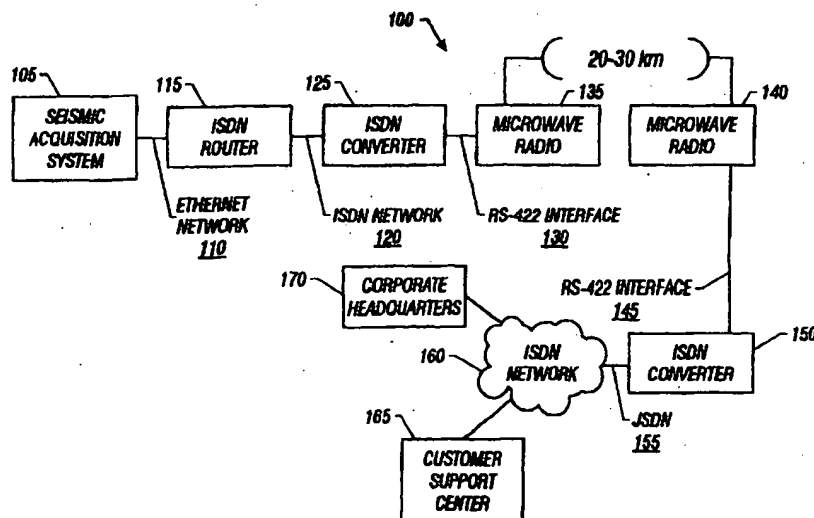 100
20-30 km
105
SEISMIC
ACQUISITION
SYSTEM
115
ISDN
ROUTER
125
ISDN
CONVERTER
135
MICROWAVE
RADIO
140
MICROWAVE
RADIO
ETHERNET
NETWORK
110
ISDN NETWORK
120
RS-422 INTERFACE
130
170
CORPORATE
HEADQUARTERS
RS-422 INTERFACE
145
160
ISDN
NETWORK
150
ISDN
CONVERTER
JSDN
155
165
CUSTOMER
SUPPORT
CENTER